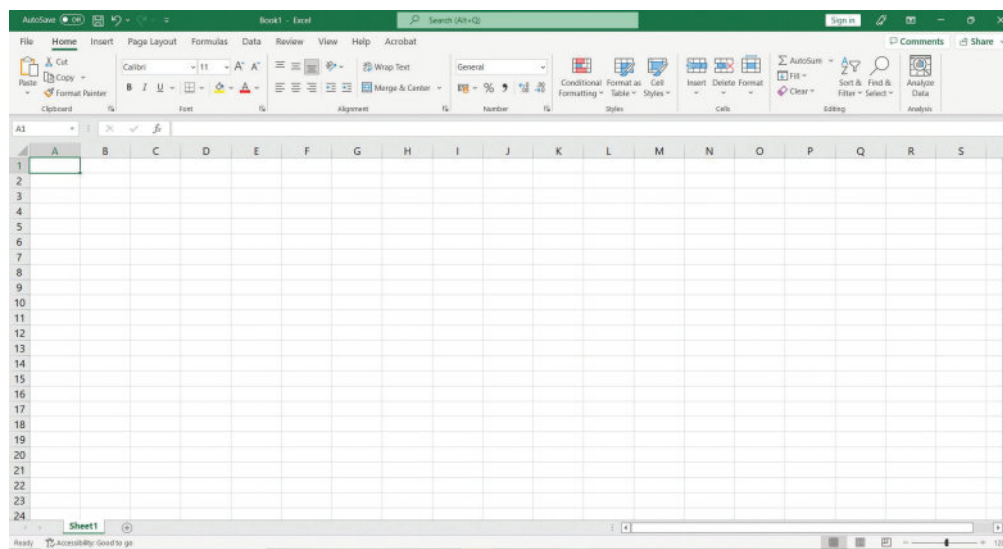 AutoSave Off Book1 - Excel Search (Alt+Q) Sign in
File Home Insert Page Layout Formulas Data Review View Help Acrobat Comments Share
Paste Cut Copy Format Painter Clipboard
Calibri 11 A A B I U A Font
Wrap Text Merge & Center Alignment
General % Number
Conditional Formatting Format as Table Cell Styles Styles
Insert Delete Format Cells
AutoSum Fill Clear Sort & Filter Find & Select Editing
Analyze Data Analysis
A1 fx
A B C D E F G H I J K L M N O P Q R S
1
2
3
4
5
6
7
8
9
10
11
12
13
14
15
16
17
18
19
20
21
22
23
24
Sheet1
Ready Accessibility: Good to go